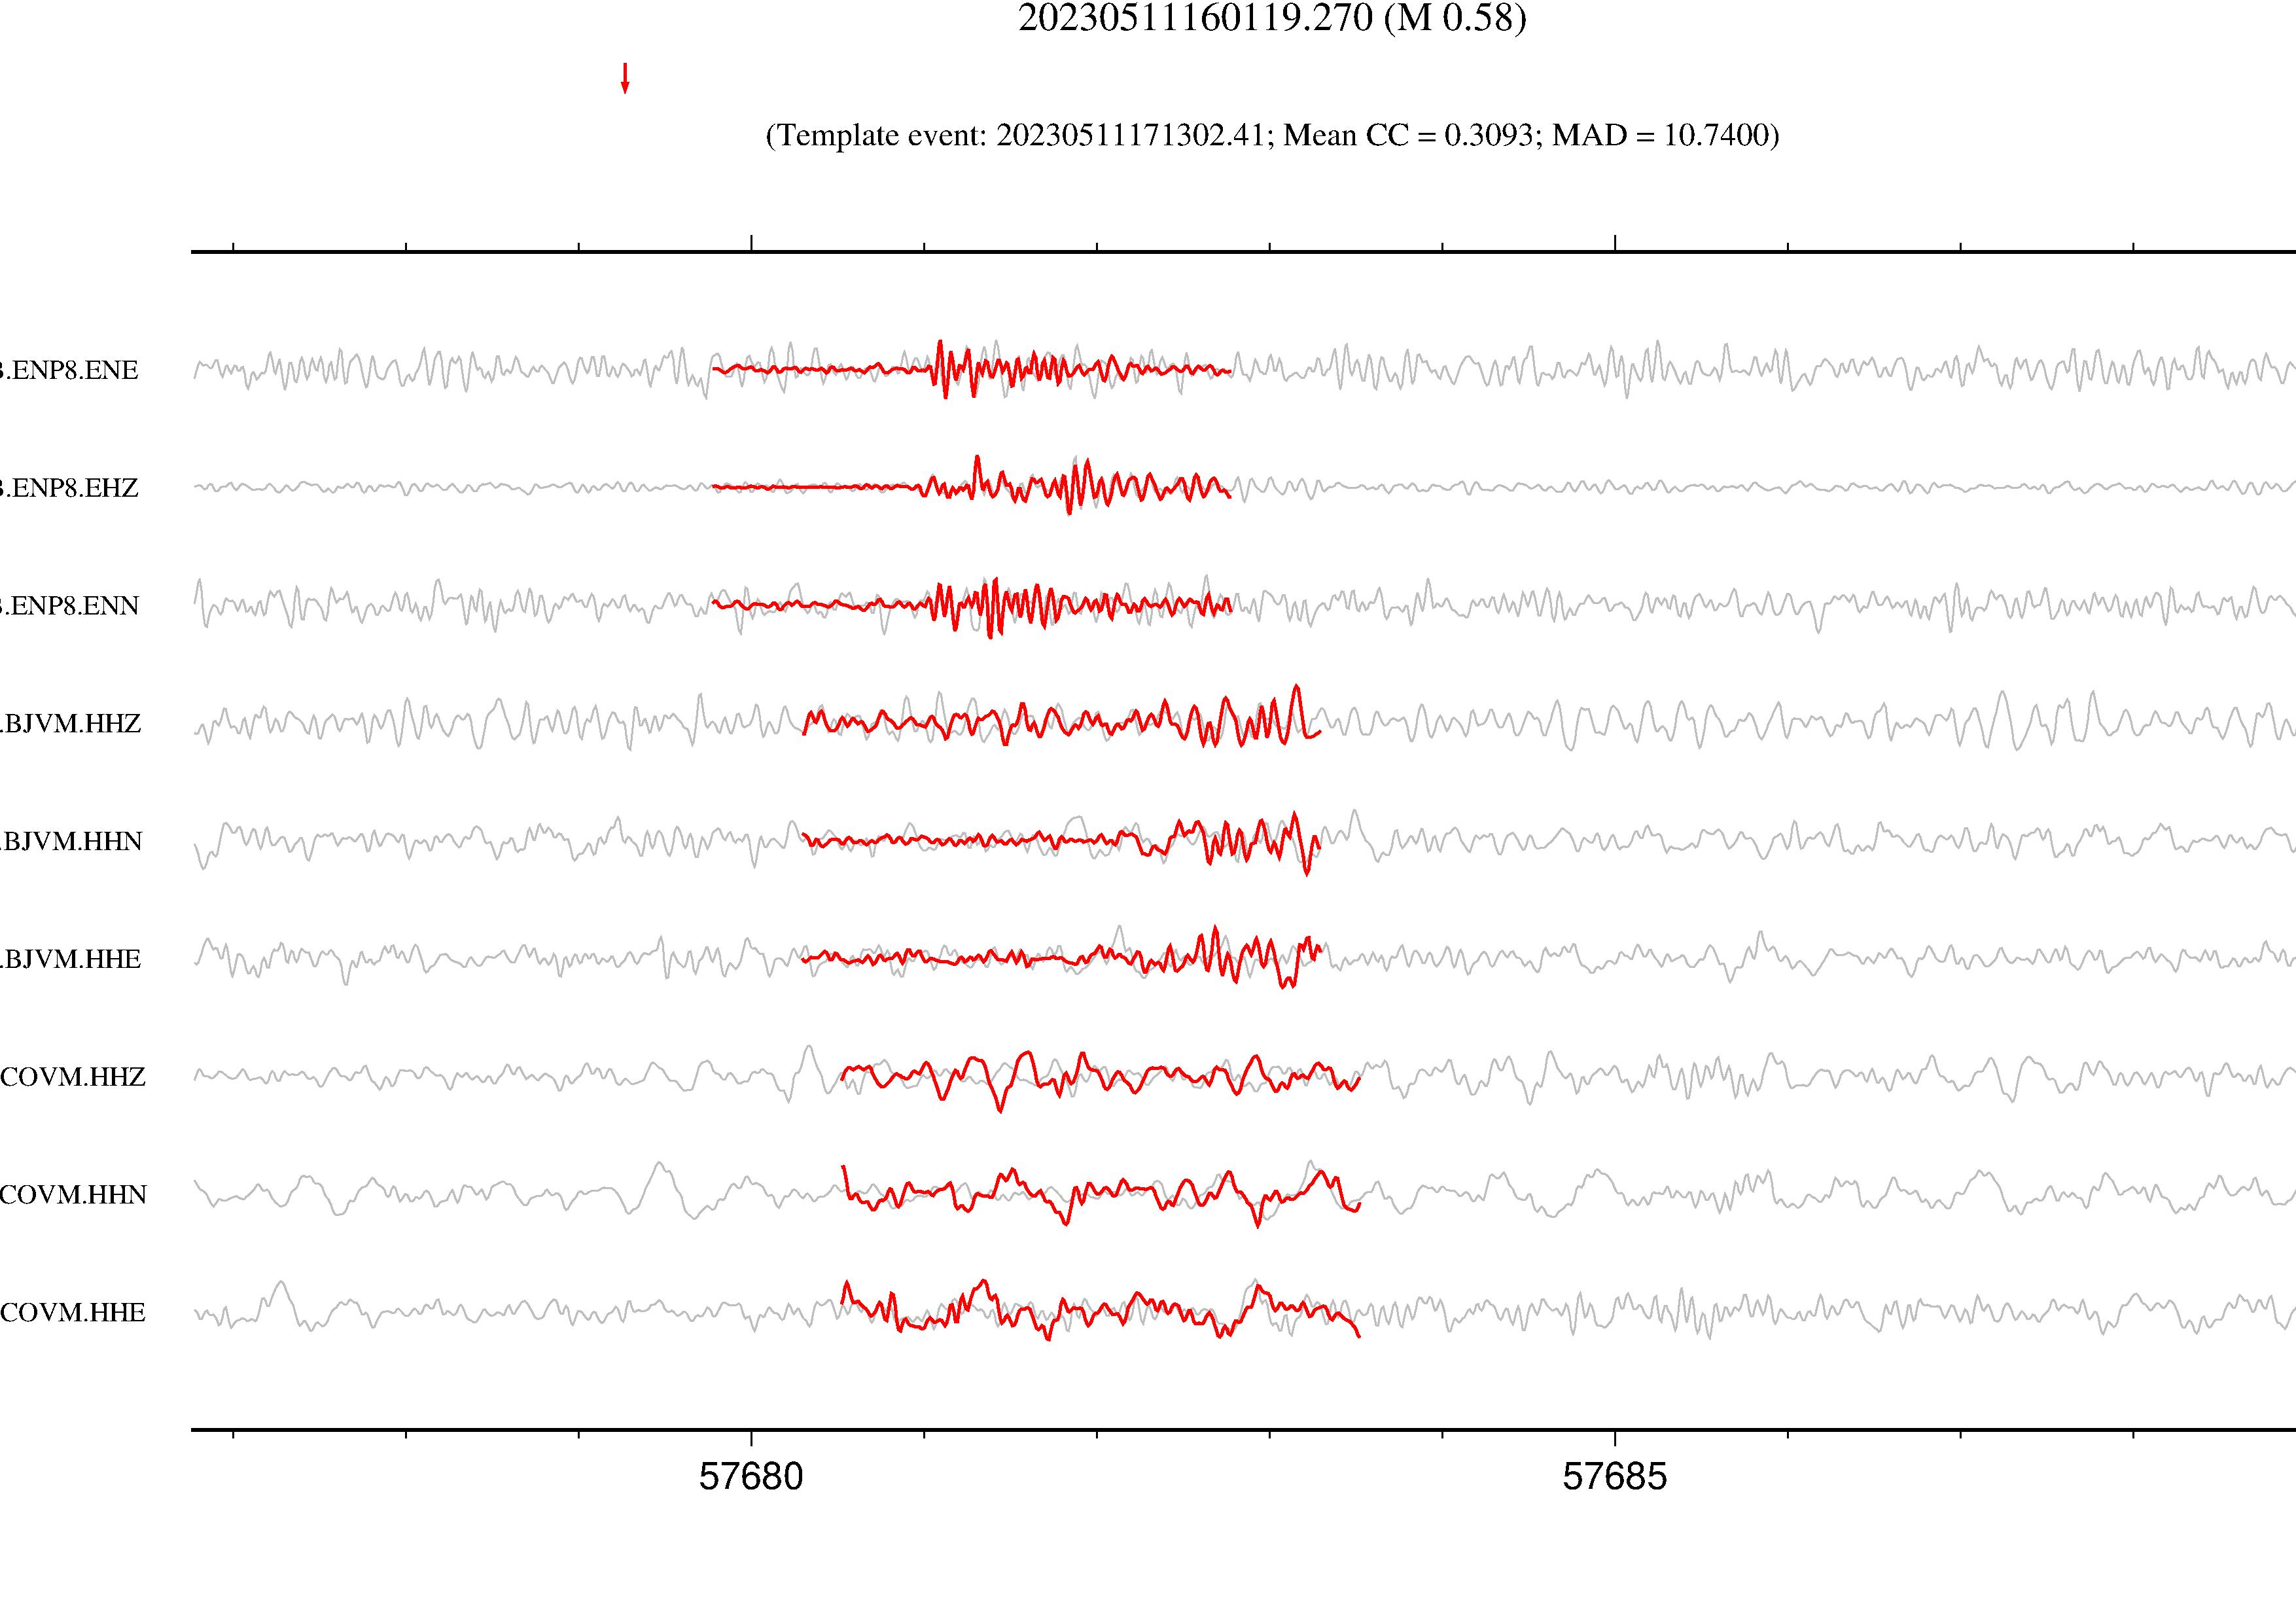 20230511160119.270 (M 0.58)
(Template event: 20230511171302.41; Mean CC = 0.3093; MAD = 10.7400)
.ENP8.ENE
.ENP8.EHZ
.ENP8.ENN
.BJVM.HHZ
.BJVM.HHN
.BJVM.HHE
COVM.HHZ
COVM.HHN
COVM.HHE
57680 57685